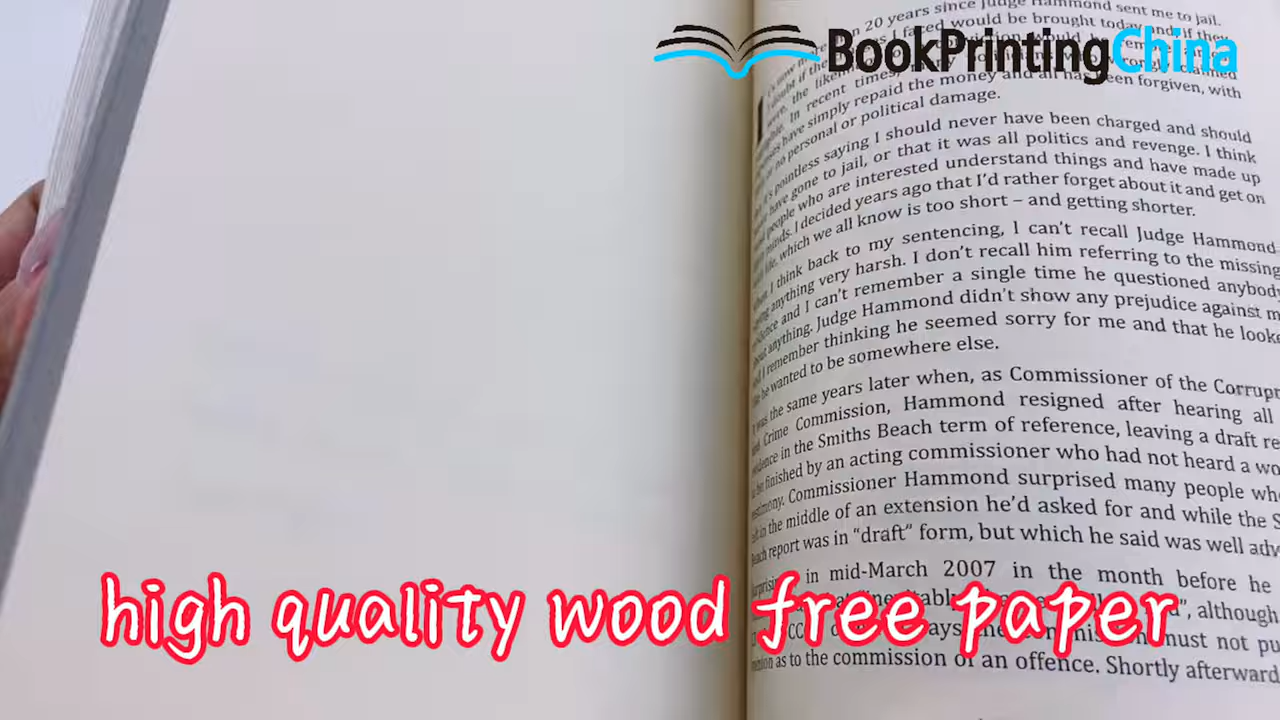 BookPrintingChina
20 years since Judge Hammond sent me to jail.
I faced would be brought today and if they
In recent times,
have simply repaid the money and all has been forgiven, with
no personal or political damage.
pointless saying I should never have been charged and should
have gone to jail, or that it was all politics and revenge. I think
people who are interested understand things and have made up
minds. I decided years ago that I'd rather forget about it and get on
life, which we all know is too short – and getting shorter.
I think back to my sentencing, I can't recall Judge Hammond
anything very harsh. I don't recall him referring to the missing
and I can't remember a single time he questioned anybody
anything. Judge Hammond didn't show any prejudice against
I remember thinking he seemed sorry for me and that he looke
he wanted to be somewhere else.
was the same years later when, as Commissioner of the Corrupt
Crime Commission, Hammond resigned after hearing all
evidence in the Smiths Beach term of reference, leaving a draft re
be finished by an acting commissioner who had not heard a wo
testimony. Commissioner Hammond surprised many people wh
in the middle of an extension he'd asked for and while the S
Beach report was in "draft" form, but which he said was well adv
in mid-March 2007 in the month before he
although
must not pu
as to the commission of an offence. Shortly afterward
high quality wood free paper